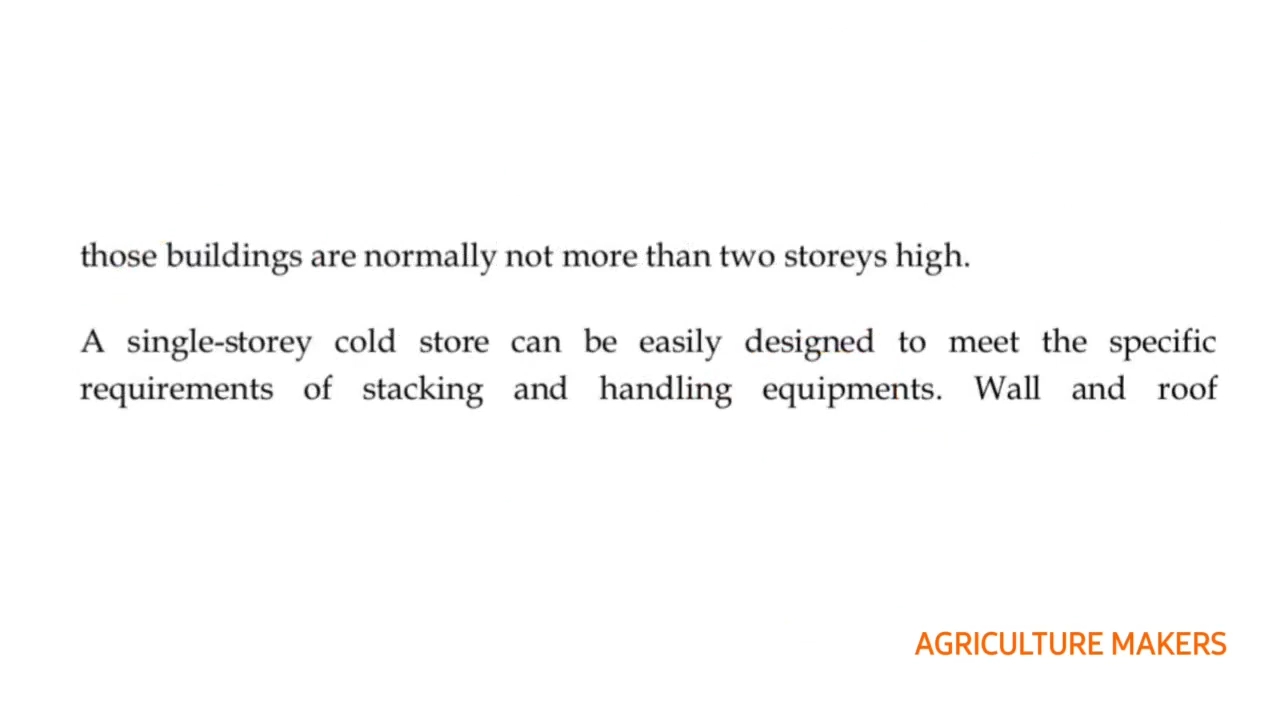 those buildings are normally not more than two storeys high.
A single-storey cold store can be easily designed to meet the specific
requirements of stacking and handling equipments. Wall and roof
AGRICULTURE MAKERS